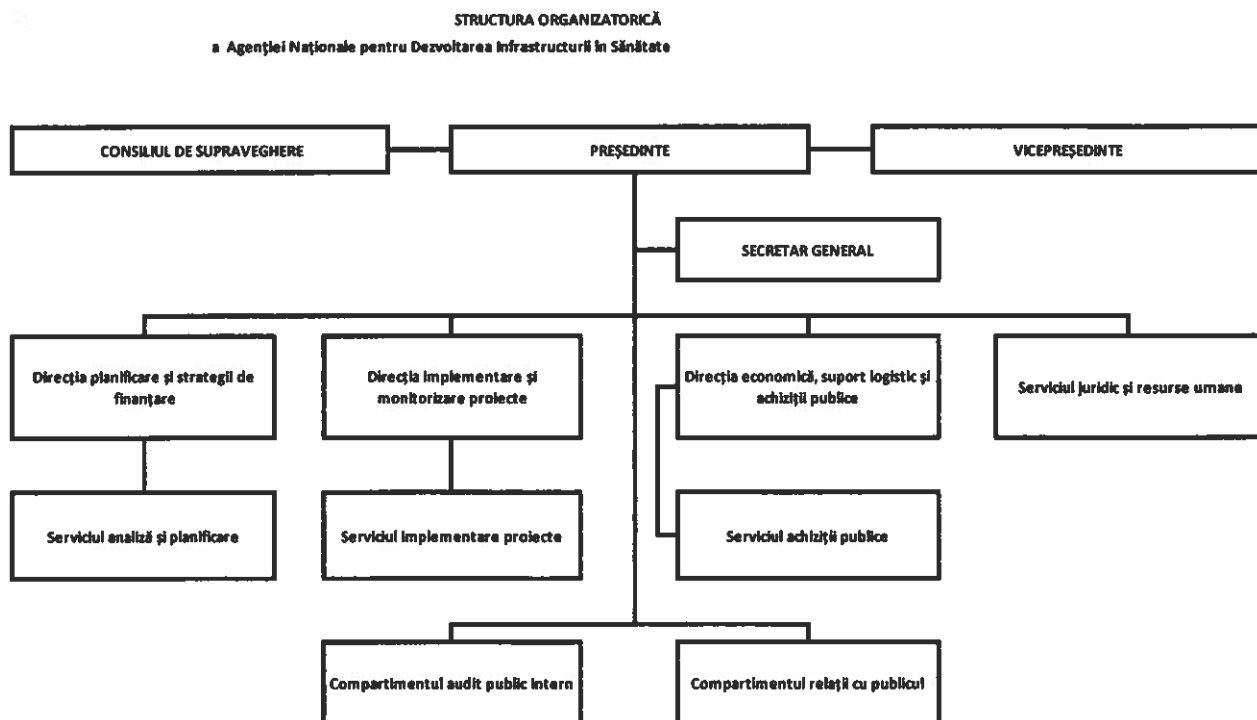 STRUCTURA ORGANIZATORICĂ
a Agenției Naționale pentru Dezvoltarea Infrastructurii în Sănătate
CONSILIUL DE SUPRAVEGHERE
PREȘEDINTE
VICEPREȘEDINTE
SECRETAR GENERAL
Direcția planificare și strategii de
finanțare
Direcția implementare și
monitorizare proiecte
Direcția economică, suport logistic și
achiziții publice
Serviciul juridic și resurse umane
Serviciul analiză și planificare
Serviciul implementare proiecte
Serviciul achiziții publice
Compartimentul audit public intern
Compartimentul relații cu publicul